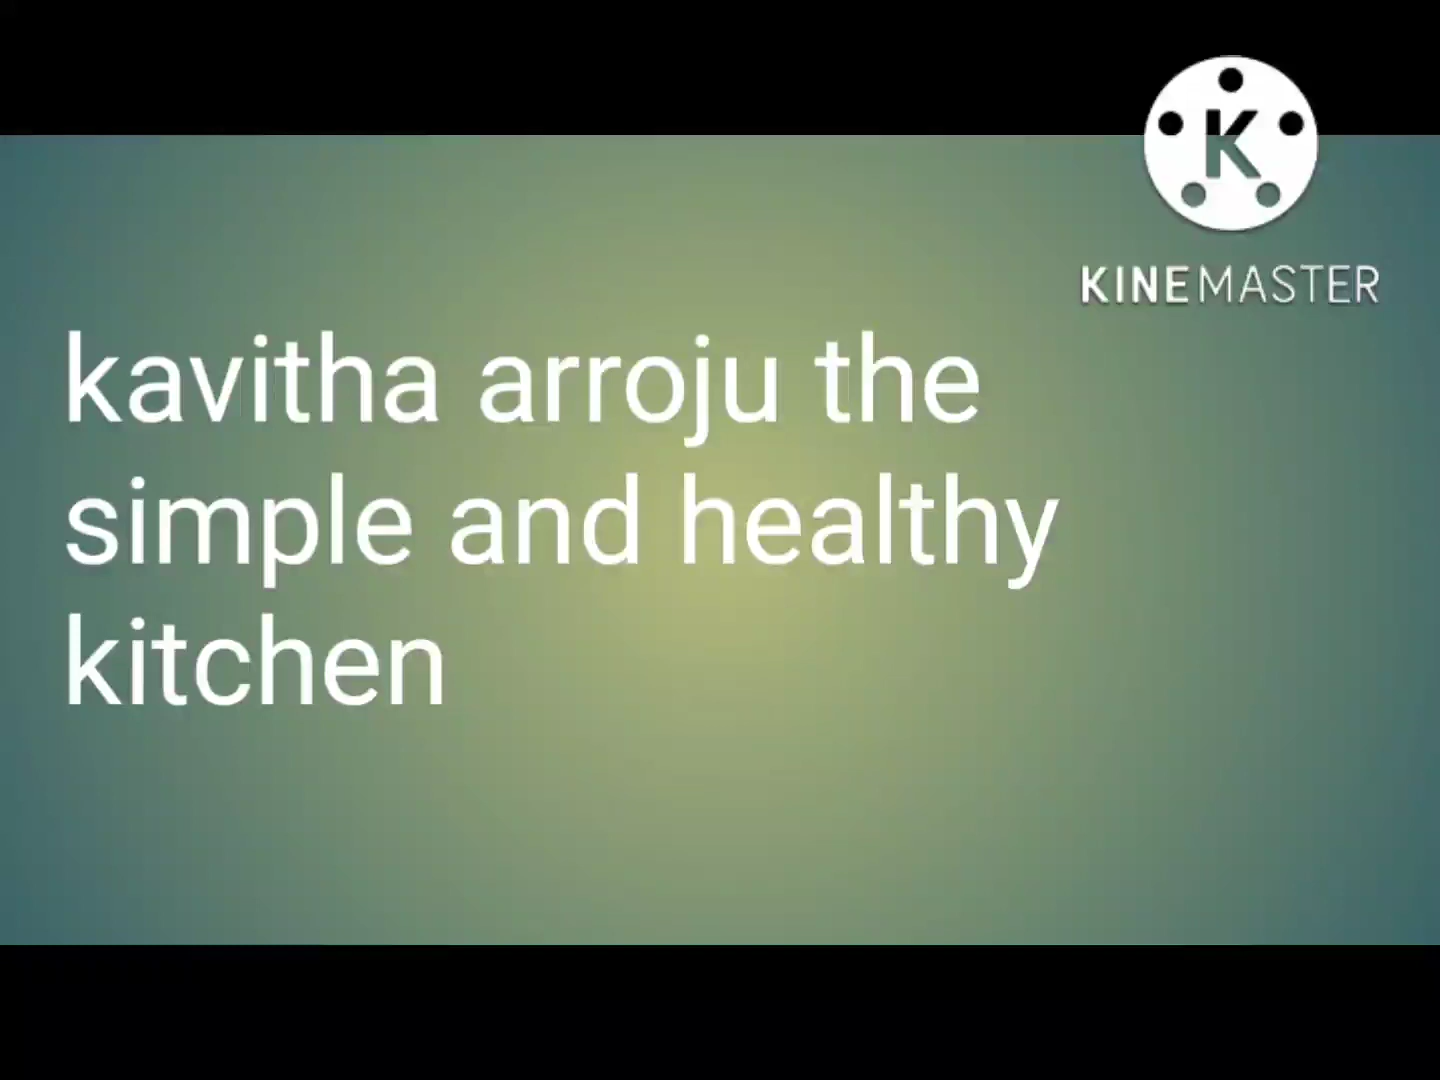 K
KINEMASTER
kavitha arroju the
simple and healthy
kitchen